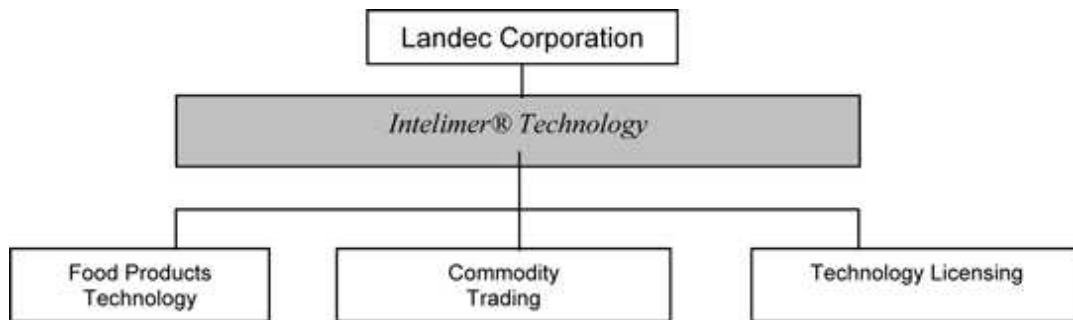 Landec Corporation
Intelimer® Technology
Food Products
Technology
Commodity
Trading
Technology Licensing